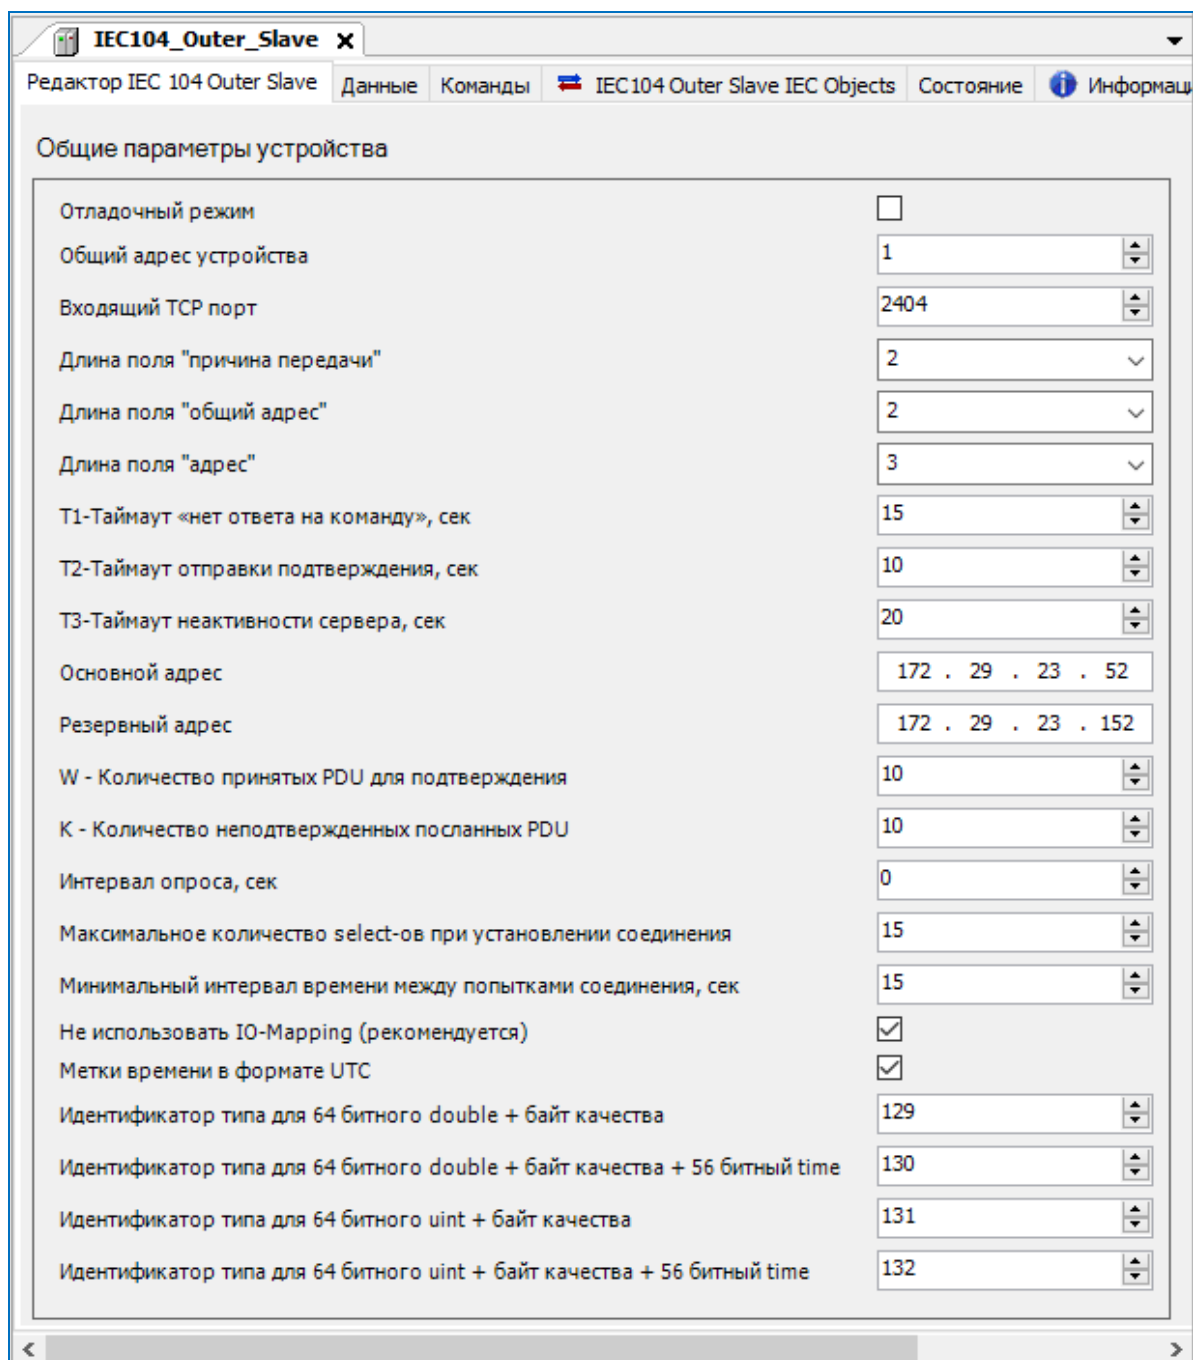 IEC104_Outer_Slave
Редактор IEC 104 Outer Slave Данные Команды IEC104 Outer Slave IEC Objects Состояние Информаци
Общие параметры устройства
Отладочный режим
Общий адрес устройства 1
Входящий TCP порт 2404
Длина поля "причина передачи" 2
Длина поля "общий адрес" 2
Длина поля "адрес" 3
T1-Таймаут «нет ответа на команду», сек 15
T2-Таймаут отправки подтверждения, сек 10
T3-Таймаут неактивности сервера, сек 20
Основной адрес 172 . 29 . 23 . 52
Резервный адрес 172 . 29 . 23 . 152
W - Количество принятых PDU для подтверждения 10
K - Количество неподтвержденных посланных PDU 10
Интервал опроса, сек 0
Максимальное количество select-ов при установлении соединения 15
Минимальный интервал времени между попытками соединения, сек 15
Не использовать IO-Mapping (рекомендуется)
Метки времени в формате UTC
Идентификатор типа для 64 битного double + байт качества 129
Идентификатор типа для 64 битного double + байт качества + 56 битный time 130
Идентификатор типа для 64 битного uint + байт качества 131
Идентификатор типа для 64 битного uint + байт качества + 56 битный time 132